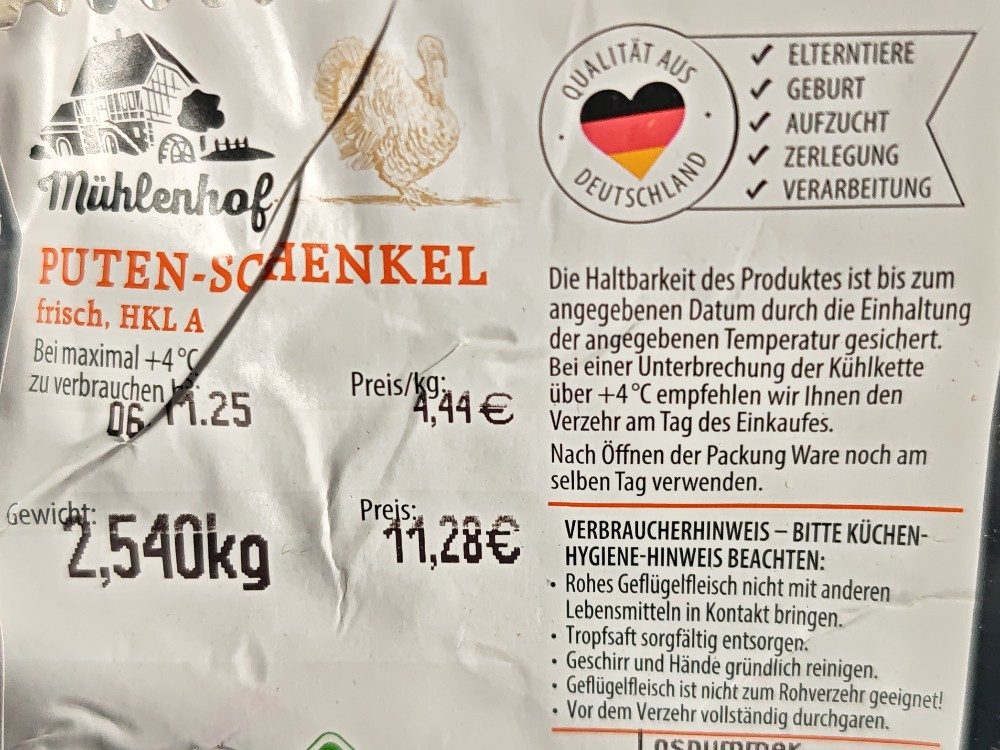 Mühlenhof
PUTEN-SCHENKEL
frisch, HKL A
Bei maximal +4°C
zu verbrauchen bis:
06.11.25
Preis/kg:
4,44 €
Gewicht:
2,540kg
Preis:
11,28€
QUALITÄT AUS
DEUTSCHLAND
✓ ELTERNTIERE
✓ GEBURT
✓ AUFZUCHT
✓ ZERLEGUNG
✓ VERARBEITUNG
Die Haltbarkeit des Produktes ist bis zum
angegebenen Datum durch die Einhaltung
der angegebenen Temperatur gesichert.
Bei einer Unterbrechung der Kühlkette
über +4°C empfehlen wir Ihnen den
Verzehr am Tag des Einkaufes.
Nach Öffnen der Packung Ware noch am
selben Tag verwenden.
VERBRAUCHERHINWEIS – BITTE KÜCHEN-
HYGIENE-HINWEIS BEACHTEN:
• Rohes Geflügelfleisch nicht mit anderen
Lebensmitteln in Kontakt bringen.
• Tropfsaft sorgfältig entsorgen.
• Geschirr und Hände gründlich reinigen.
• Geflügelfleisch ist nicht zum Rohverzehr geeignet!
• Vor dem Verzehr vollständig durchgaren.
Losnummer